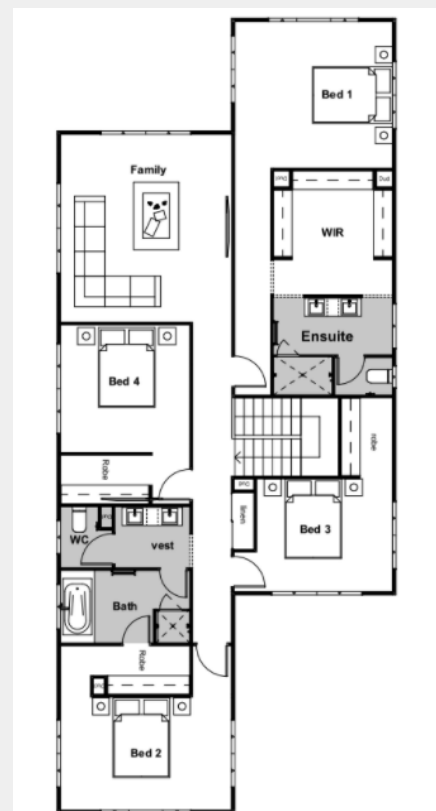 Bed 1
Family
WIR
Ensuite
Bed 4
robe
Robe
linen
Bed 3
WC
vest
Bath
Robe
Bed 2